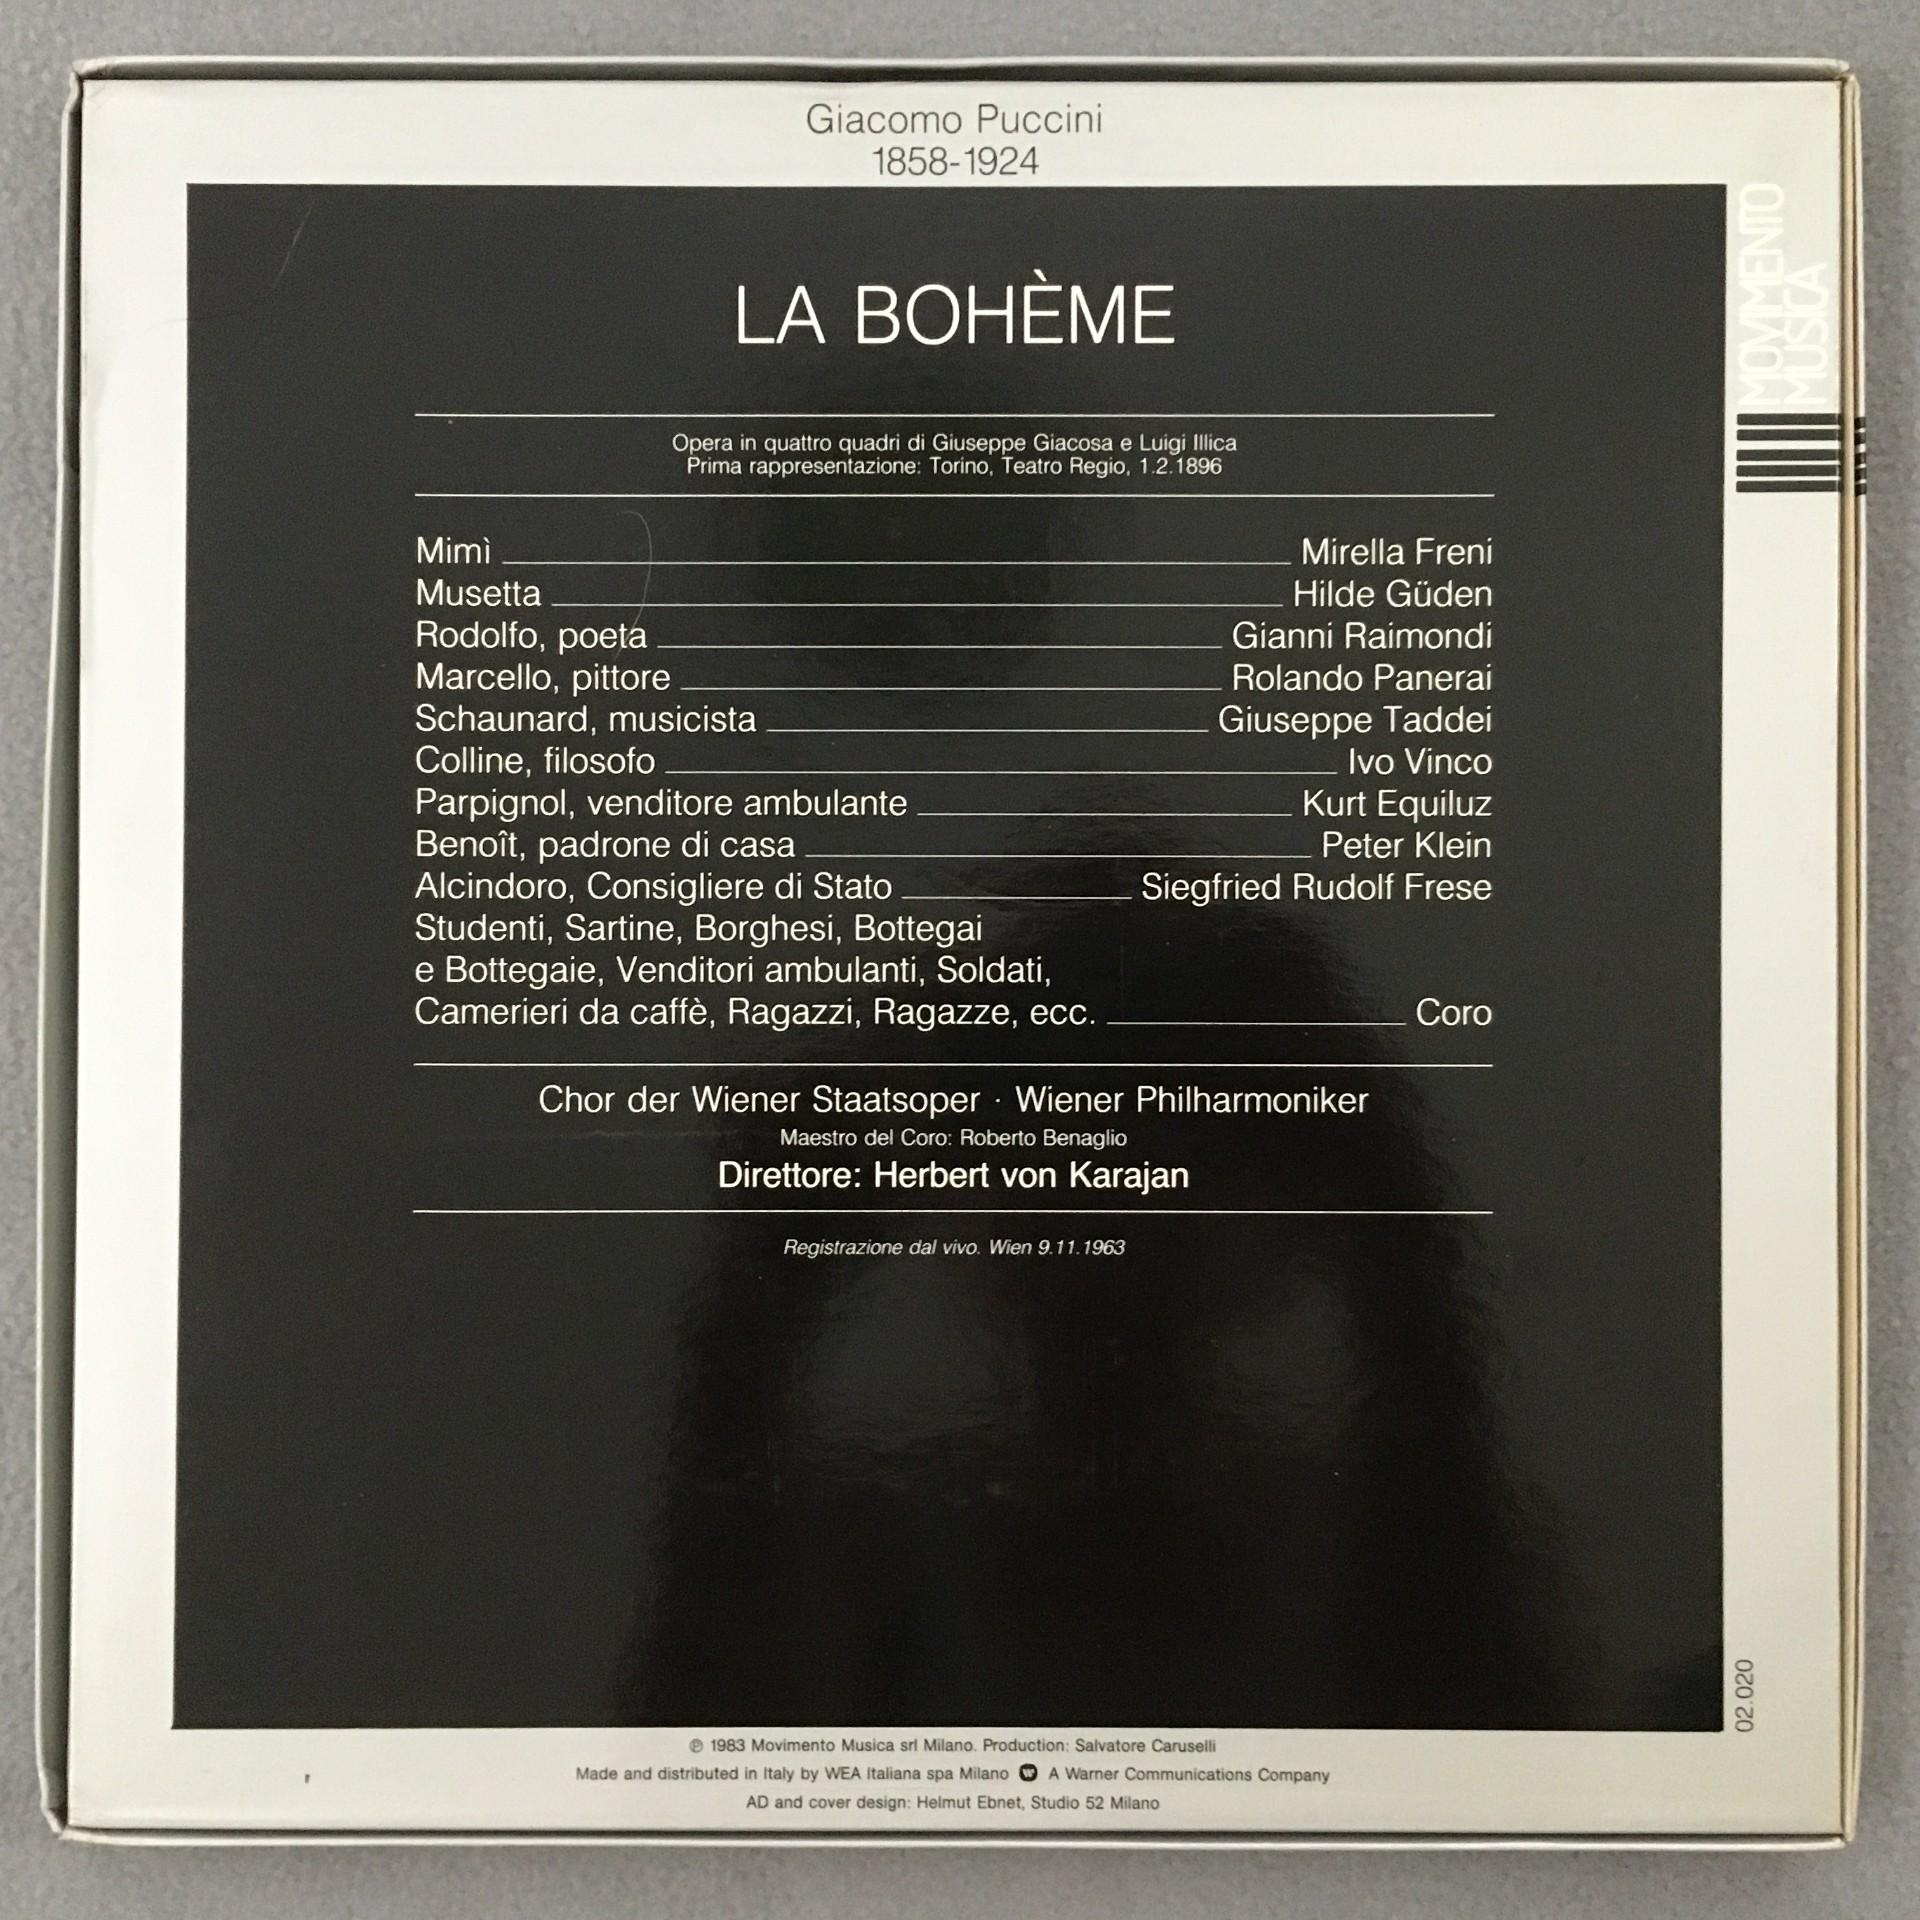 Giacomo Puccini
1858-1924
LA BOHÈME
Opera in quattro quadri di Giuseppe Giacosa e Luigi Illica
Prima rappresentazione: Torino, Teatro Regio, 1.2.1896
Mimì Mirella Freni
Musetta Hilde Güden
Rodolfo, poeta Gianni Raimondi
Marcello, pittore Rolando Panerai
Schaunard, musicista Giuseppe Taddei
Colline, filosofo Ivo Vinco
Parpignol, venditore ambulante Kurt Equiluz
Benoît, padrone di casa Peter Klein
Alcindoro, Consigliere di Stato Siegfried Rudolf Frese
Studenti, Sartine, Borghesi, Bottegai
e Bottegaie, Venditori ambulanti, Soldati,
Camerieri da caffè, Ragazzi, Ragazze, ecc. Coro
Chor der Wiener Staatsoper · Wiener Philharmoniker
Maestro del Coro: Roberto Benaglio
Direttore: Herbert von Karajan
Registrazione dal vivo. Wien 9.11.1963
MOVIMENTO
MUSICA
02.020
℗ 1983 Movimento Musica srl Milano. Production: Salvatore Caruselli
Made and distributed in Italy by WEA Italiana spa Milano W A Warner Communications Company
AD and cover design: Helmut Ebnet, Studio 52 Milano